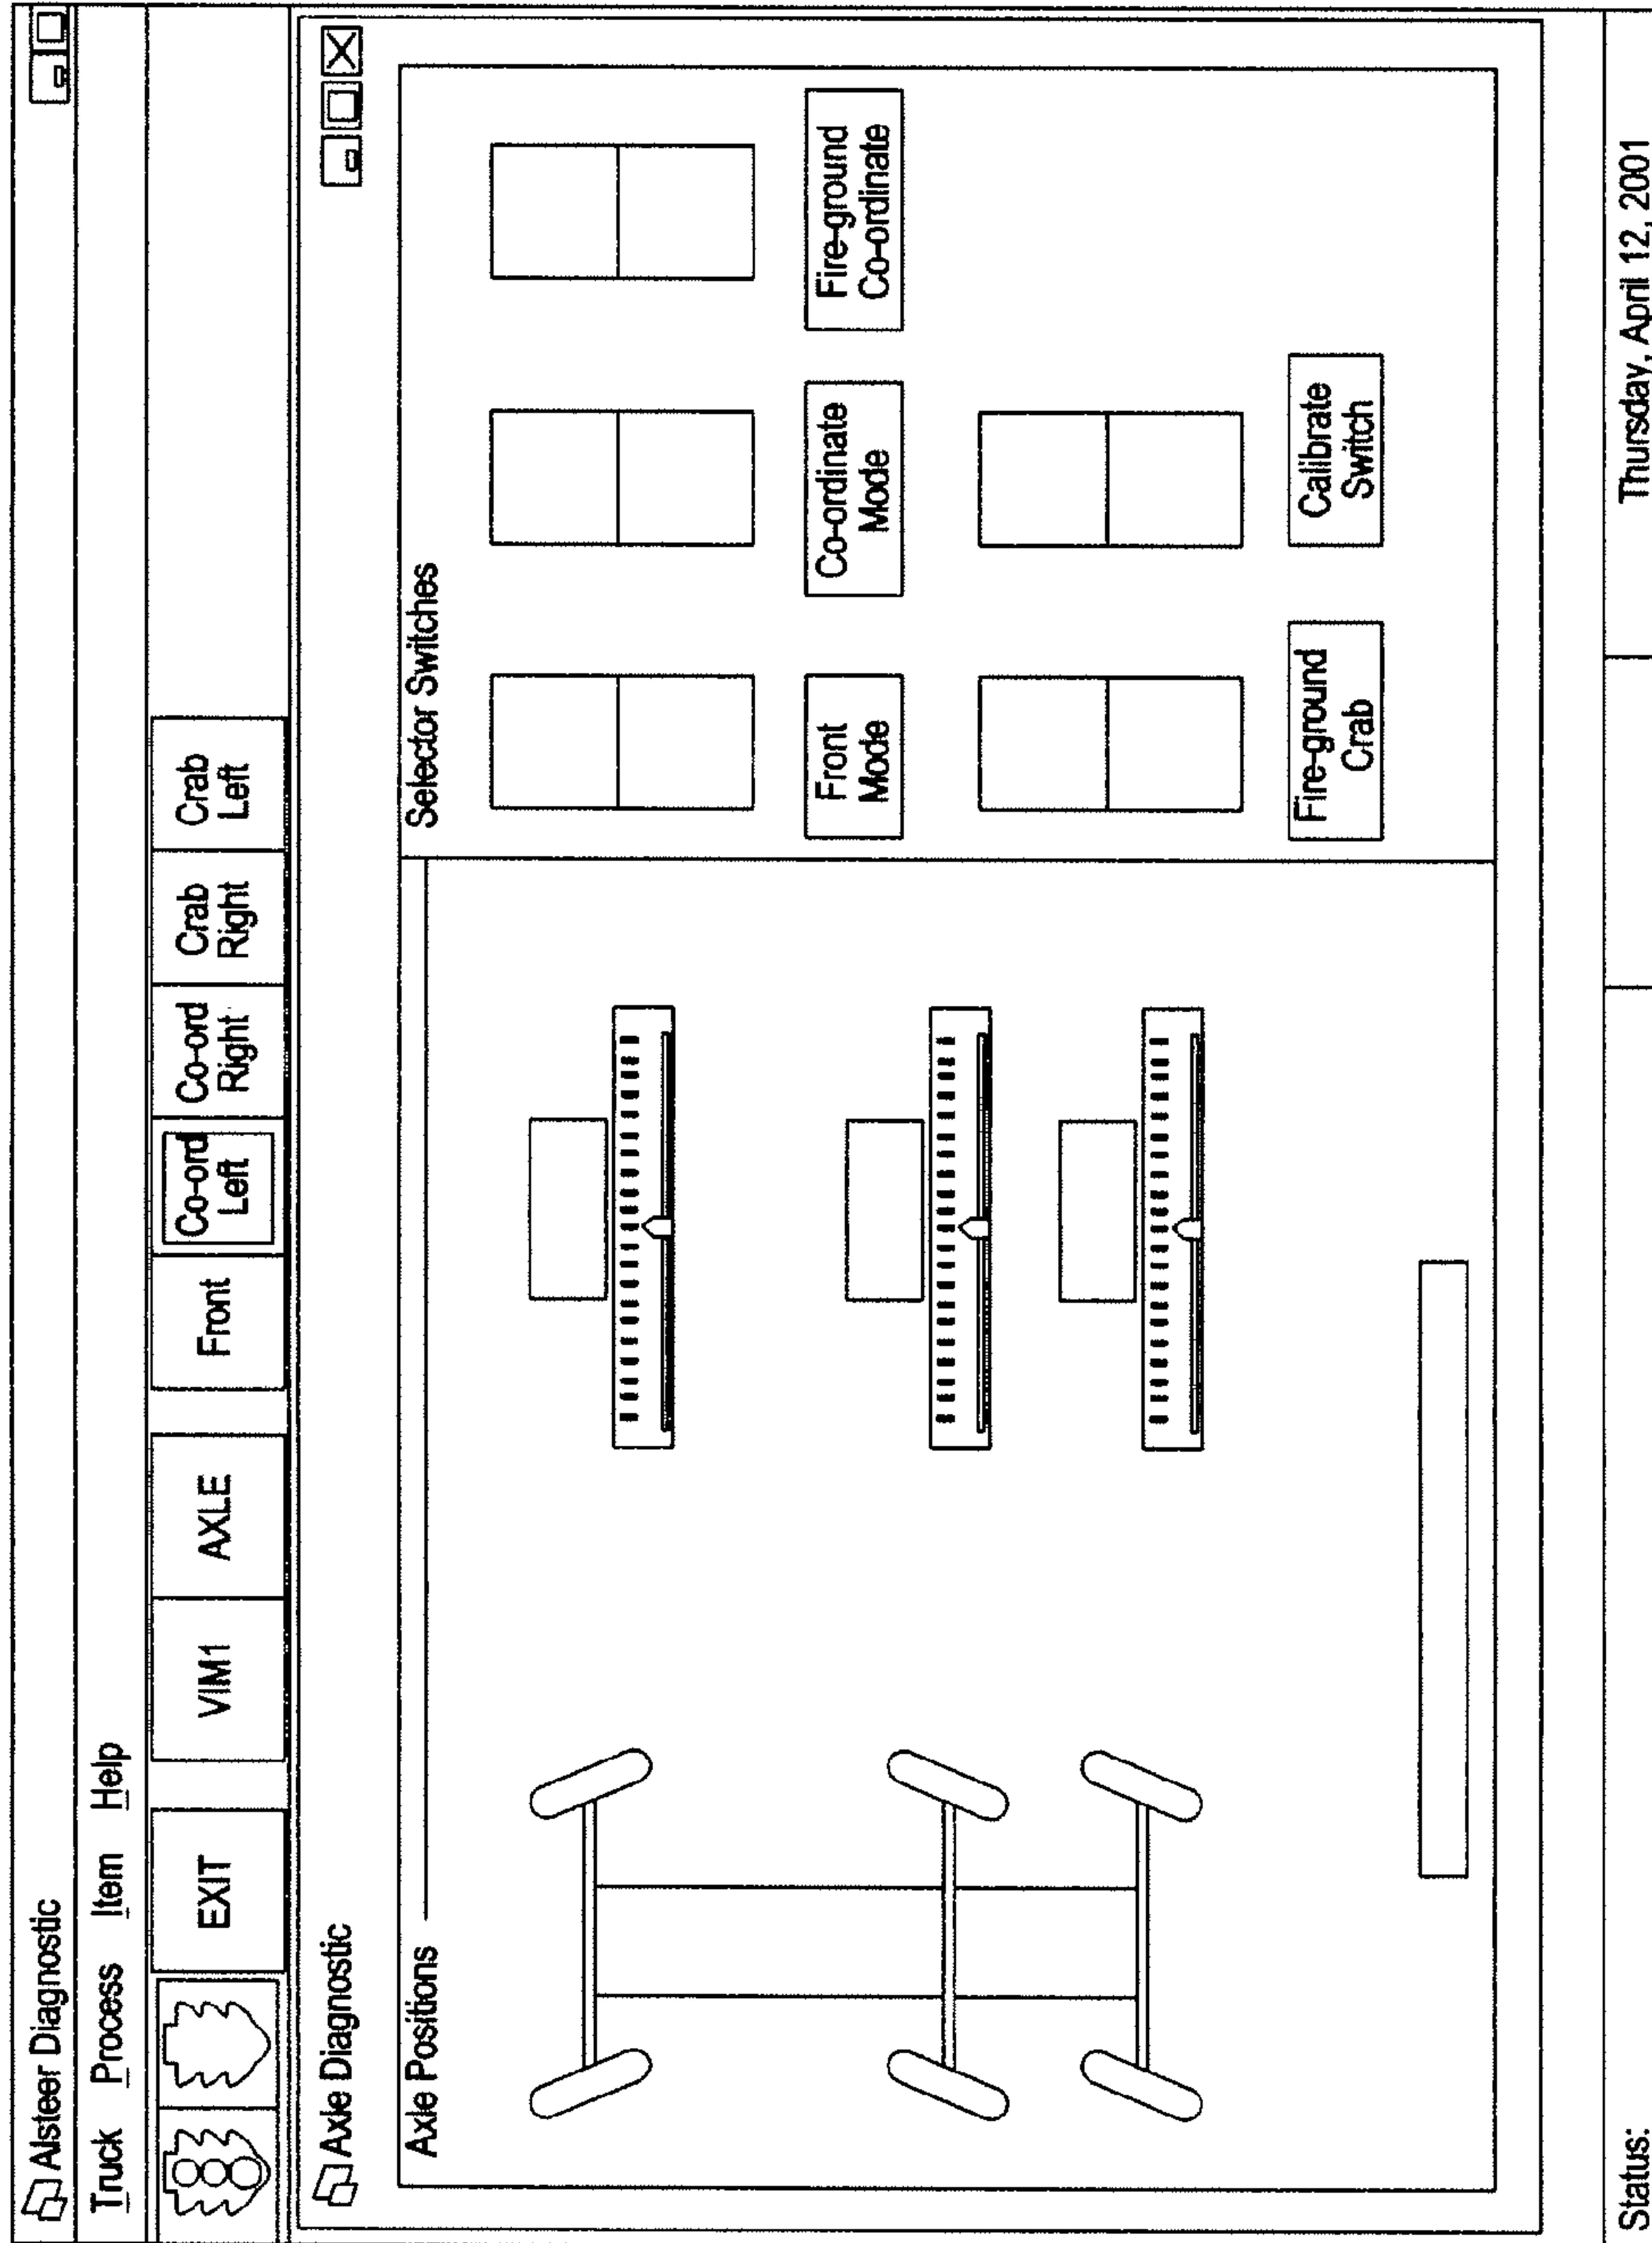 Alsteer Diagnostic
Truck Process Item Help
EXIT
VIM1
AXLE
Front
Co-ord
Left
Co-ord
Right
Crab
Right
Crab
Left
Axle Diagnostic
Axle Positions
Selector Switches
Front
Mode
Co-ordinate
Mode
Fire-ground
Co-ordinate
Fire-ground
Crab
Calibrate
Switch
Status:
Thursday, April 12, 2001